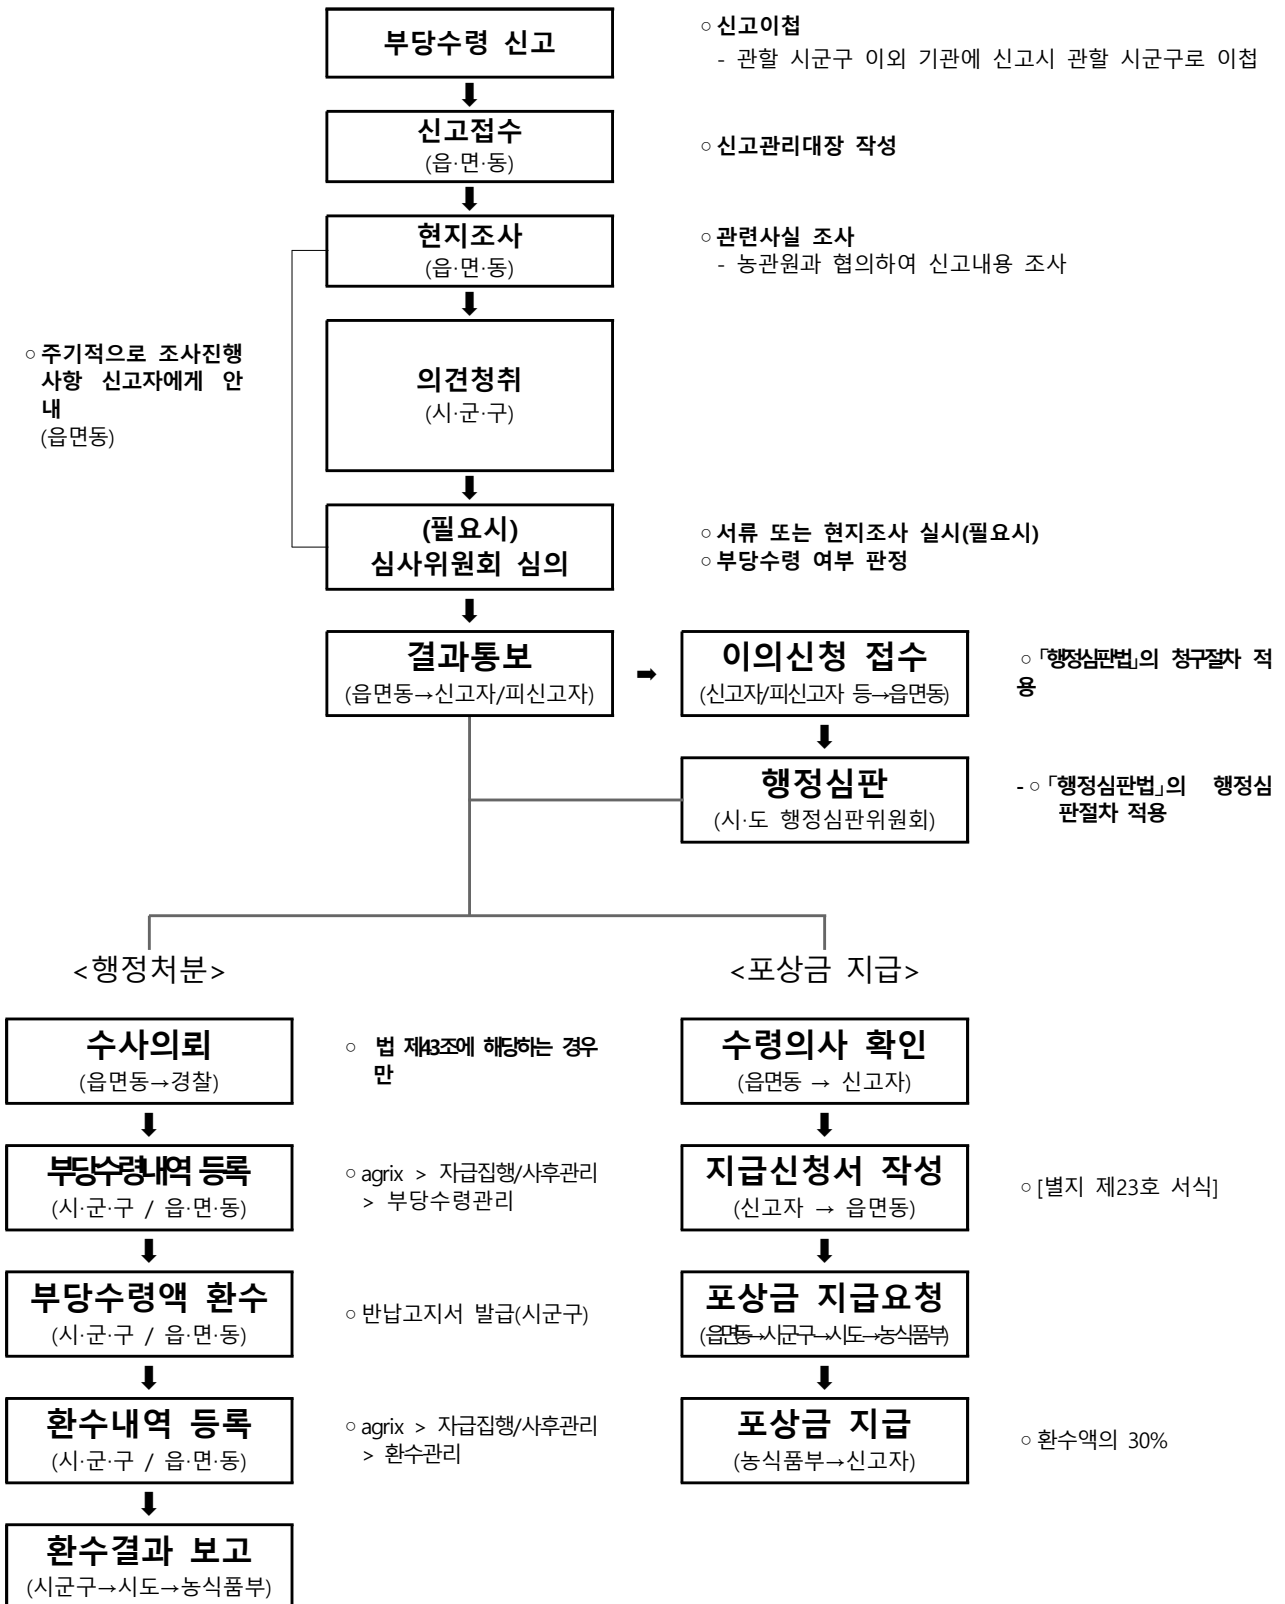 부당수령 신고
○ 신고이첩
- 관할 시군구 이외 기관에 신고시 관할 시군구로 이첩
신고접수
(읍·면·동)
○ 신고관리대장 작성
현지조사
(읍·면·동)
○ 관련사실 조사
- 농관원과 협의하여 신고내용 조사
○ 주기적으로 조사진행
사항 신고자에게 안
내
(읍면동)
의견청취
(시·군·구)
(필요시)
심사위원회 심의
○ 서류 또는 현지조사 실시(필요시)
○ 부당수령 여부 판정
결과통보
(읍면동→신고자/피신고자)
이의신청 접수
(신고자/피신고자 등→읍면동)
○ 「행정심판법」의 청구절차 적
용
행정심판
(시·도 행정심판위원회)
- ○ 「행정심판법」의 행정심
판절차 적용
<행정처분>
<포상금 지급>
수사의뢰
(읍면동→경찰)
○ 법 제43조에 해당하는 경우
만
수령의사 확인
(읍면동 → 신고자)
부당수령내역 등록
(시·군·구 / 읍·면·동)
○ agrix > 자급집행/사후관리
> 부당수령관리
지급신청서 작성
(신고자 → 읍면동)
○ [별지 제23호 서식]
부당수령액 환수
(시·군·구 / 읍·면·동)
○ 반납고지서 발급(시군구)
포상금 지급요청
(읍면동→시군구→시도→농식품부)
환수내역 등록
(시·군·구 / 읍·면·동)
○ agrix > 자급집행/사후관리
> 환수관리
포상금 지급
(농식품부→신고자)
○ 환수액의 30%
환수결과 보고
(시군구→시도→농식품부)